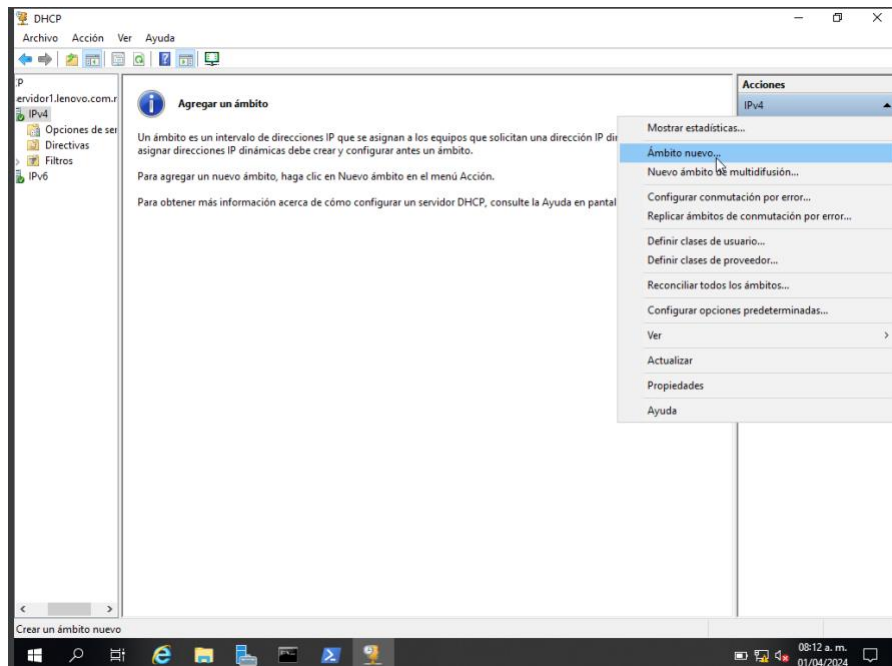 DHCP
Archivo Acción Ver Ayuda
ervidor1.lenovo.com.r
IPv4
Opciones de ser
Directivas
Filtros
IPv6
Agregar un ámbito
Un ámbito es un intervalo de direcciones IP que se asignan a los equipos que solicitan una dirección IP
asignar direcciones IP dinámicas debe crear y configurar antes un ámbito.
Para agregar un nuevo ámbito, haga clic en Nuevo ámbito en el menú Acción.
Para obtener más información acerca de cómo configurar un servidor DHCP, consulte la Ayuda en pantal
Acciones
IPv4
Mostrar estadísticas...
Ámbito nuevo...
Nuevo ámbito de multidifusión...
Configurar conmutación por error...
Replicar ámbitos de conmutación por error...
Definir clases de usuario...
Definir clases de proveedor...
Reconciliar todos los ámbitos...
Configurar opciones predeterminadas...
Ver
Actualizar
Propiedades
Ayuda
Crear un ámbito nuevo
08:12 a. m.
01/04/2024